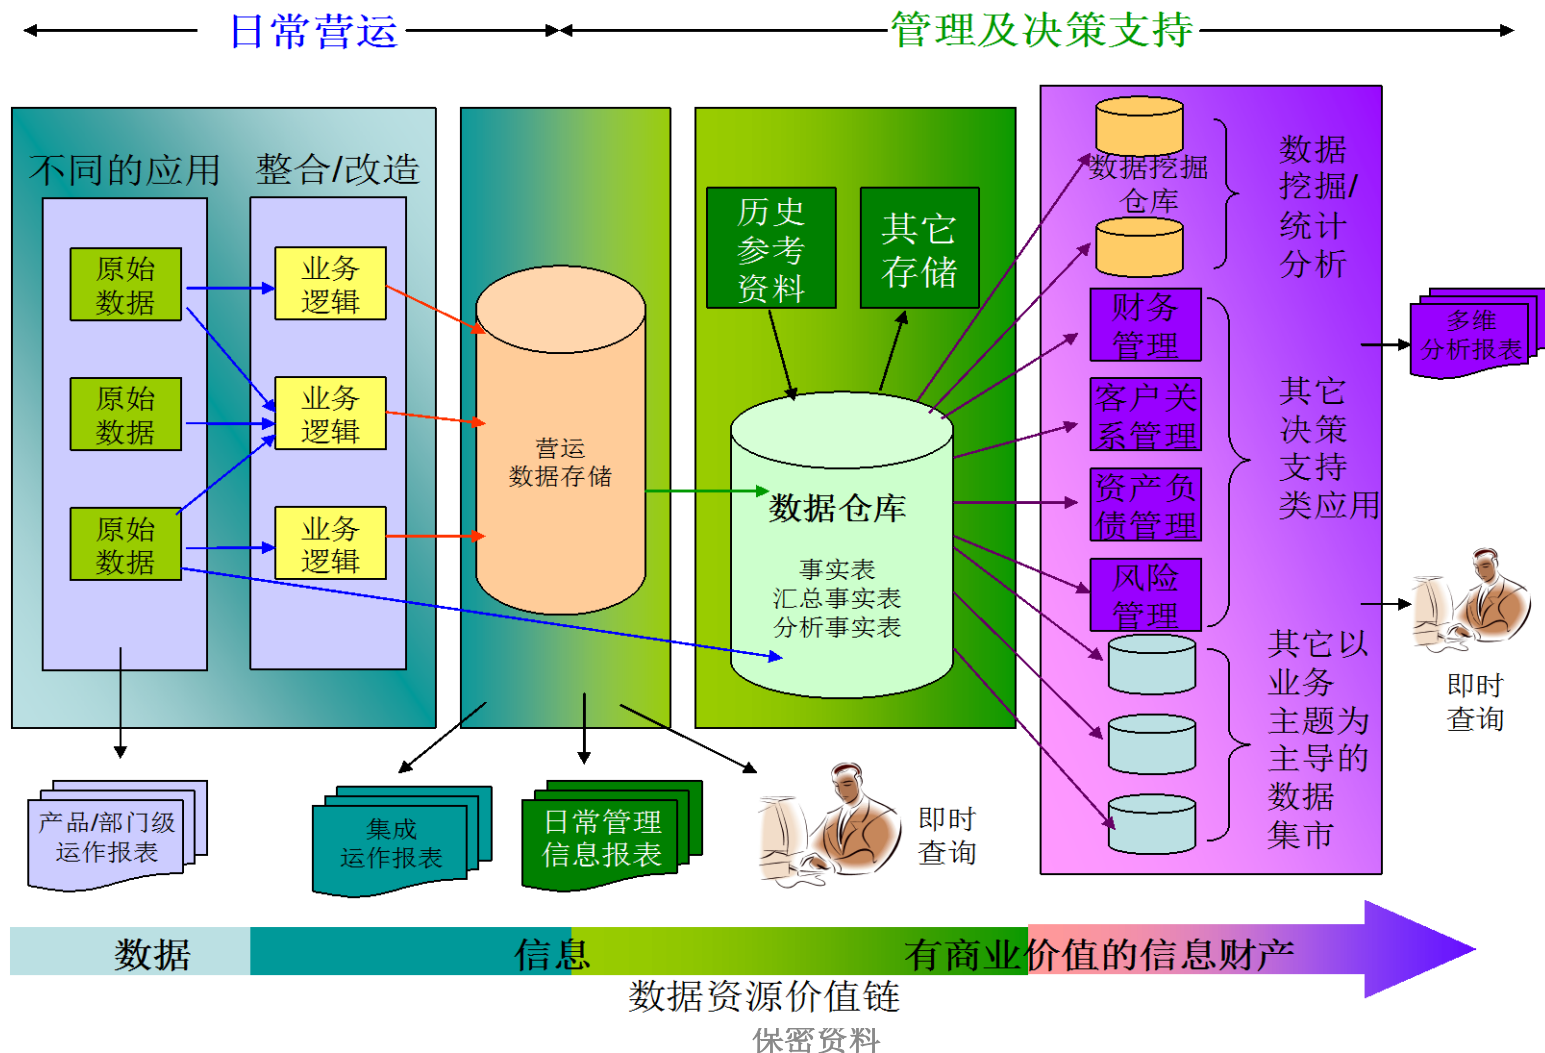 日常营运
管理及决策支持
不同的应用
整合/改造
原始
数据
原始
数据
原始
数据
业务
逻辑
业务
逻辑
业务
逻辑
营运
数据存储
历史
参考
资料
其它
存储
数据仓库
事实表
汇总事实表
分析事实表
数据挖掘
仓库
数据
挖掘/
统计
分析
财务
管理
客户关
系管理
资产负
债管理
风险
管理
其它
决策
支持
类应用
其它以
业务
主题为
主导的
数据
集市
多维
分析报表
即时
查询
产品/部门级
运作报表
集成
运作报表
日常管理
信息报表
即时
查询
数据
信息
有商业价值的信息财产
数据资源价值链
保密资料